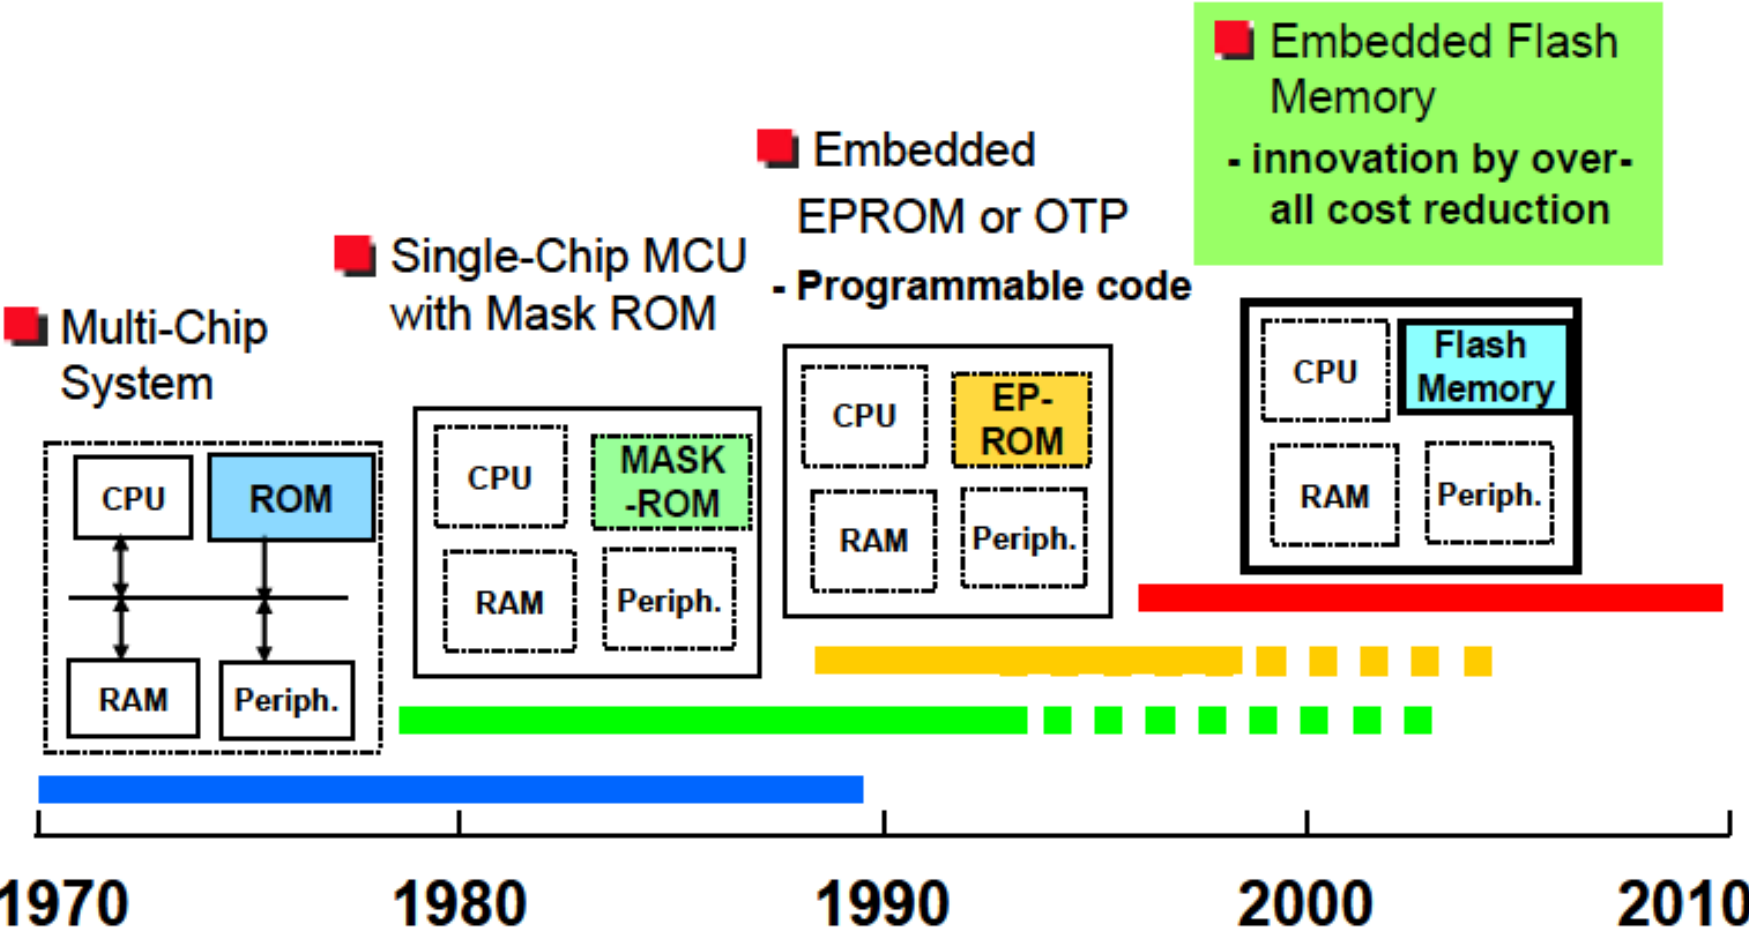 Multi-Chip
System
CPU
ROM
RAM
Periph.
Single-Chip MCU
with Mask ROM
CPU
MASK
-ROM
RAM
Periph.
Embedded
EPROM or OTP
- Programmable code
CPU
EP-
ROM
RAM
Periph.
Embedded Flash
Memory
- innovation by over-
all cost reduction
CPU
Flash
Memory
RAM
Periph.
1970
1980
1990
2000
2010